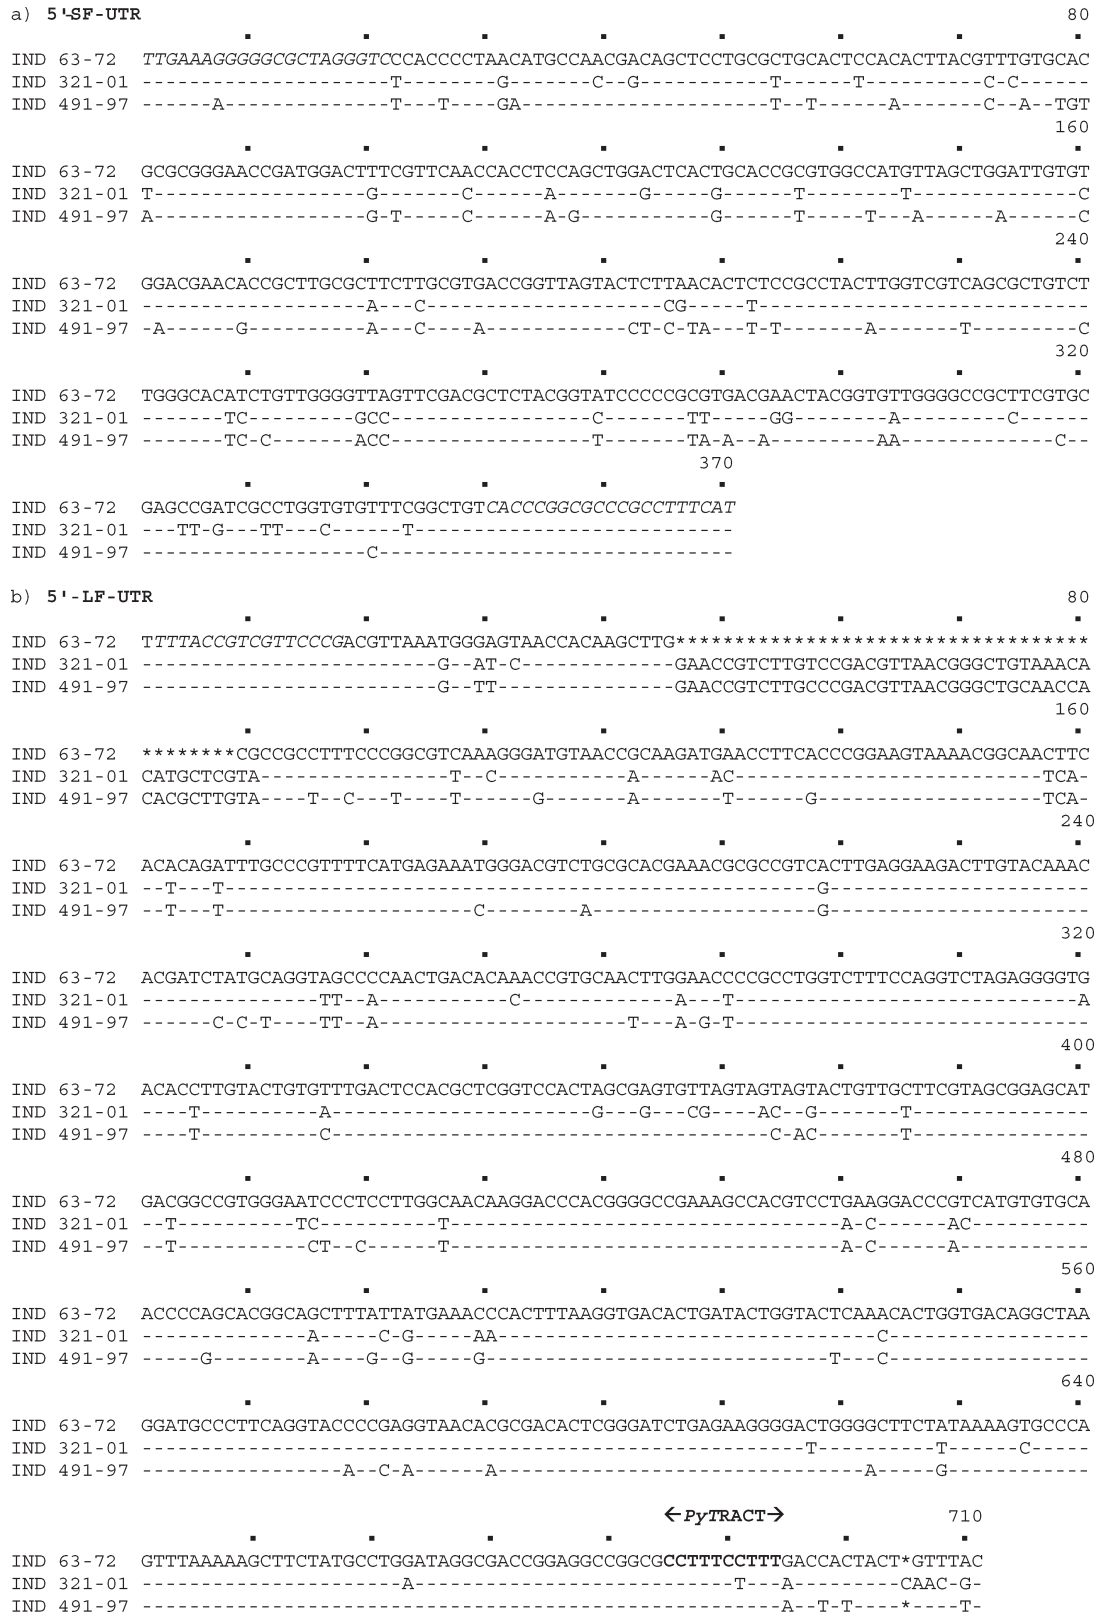 a) 5'-SF-UTR 80
IND 63-72 TTGAAAGGGGGCGCTAGGGTCCCACCCCTAACATGCCAACGACAGCTCCTGCGCTGCACTCCACACTTACGTTTGTGCAC
IND 321-01 ---------------------T--------G-------C--G-----------T------T----------C-C------
IND 491-97 ------A--------------T---T----GA---------------------T--T------A-------C--A--TGT
160
IND 63-72 GCGCGGGAACCGATGGACTTTCGTTCAACCACCTCCAGCTGGACTCACTGCACCGCGTGGCCATGTTAGCTGGATTGTGT
IND 321-01 T------------------G-------C------A-------G-----G------T--------T--------------C
IND 491-97 A------------------G-T-----C------A-G-----------G------T-----T---A------A------C
240
IND 63-72 GGACGAACACCGCTTGCGCTTCTTGCGTGACCGGTTAGTACTCTTAACACTCTCCGCCTACTTGGTCGTCAGCGCTGTCT
IND 321-01 -------------------A---C--------------------CG-----T----------------------------
IND 491-97 -A------G----------A---C----A------------CT-C-TA---T-T-------A-------T---------C
320
IND 63-72 TGGGCACATCTGTTGGGGTTAGTTCGACGCTCTACGGTATCCCCCGCGTGACGAACTACGGTGTTGGGGCCGCTTCGTGC
IND 321-01 -------TC---------GCC-----------------C-------TT-----GG--------A---------C------
IND 491-97 -------TC-C-------ACC-----------------T-------TA-A--A---------AA-------------C--
370
IND 63-72 GAGCCGATCGCCTGGTGTGTTTCGGCTGTCACCCGGCGCCCGCCTTTCAT
IND 321-01 ---TT-G---TT---C------T---------------------------
IND 491-97 -------------------C------------------------------
b) 5'-LF-UTR 80
IND 63-72 TTTTACCGTCGTTCCCGACGTTAAATGGGAGTAACCACAAGCTTG***********************************
IND 321-01 -------------------------G--AT-C-------------GAACCGTCTTGTCCGACGTTAACGGGCTGTAAACA
IND 491-97 -------------------------G--TT---------------GAACCGTCTTGCCCGACGTTAACGGGCTGCAACCA
160
IND 63-72 ********CGCCGCCTTTCCCGGCGTCAAAGGGATGTAACCGCAAGATGAACCTTCACCCGGAAGTAAAACGGCAACTTC
IND 321-01 CATGCTCGTA----------------T--C-----------A------AC--------------------------TCA-
IND 491-97 CACGCTTGTA----T--C---T----T------G-------A-------T------G-------------------TCA-
240
IND 63-72 ACACAGATTTGCCCGTTTTCATGAGAAATGGGACGTCTGCGCACGAAACGCGCCGTCACTTGAGGAAGACTTGTACAAAC
IND 321-01 --T---T--------------------------------------------------G----------------------
IND 491-97 --T---T---------------------C--------A-------------------G----------------------
320
IND 63-72 ACGATCTATGCAGGTAGCCCCAACTGACACAAACCGTGCAACTTGGAACCCCGCCTGGTCTTTCCAGGTCTAGAGGGGTG
IND 321-01 ---------------TT--A-----------C-------------A---T-----------------------------A
IND 491-97 ------C-C-T----TT--A---------------------T---A-G-T------------------------------
400
IND 63-72 ACACCTTGTACTGTGTTTGACTCCACGCTCGGTCCACTAGCGAGTGTTAGTAGTAGTACTGTTGCTTCGTAGCGGAGCAT
IND 321-01 ----T----------A----------------------G---G---CG----AC--G-------T---------------
IND 491-97 ----T----------C-------------------------------------C-AC-------T---------------
480
IND 63-72 GACGGCCGTGGGAATCCCTCCTTGGCAACAAGGACCCACGGGGCCGAAAGCCACGTCCTGAAGGACCCGTCATGTGTGCA
IND 321-01 --T----------TC----------T---------------------------------A-C------AC----------
IND 491-97 --T-----------CT--C------T---------------------------------A-C------A-----------
560
IND 63-72 ACCCCAGCACGGCAGCTTTATTATGAAACCCACTTTAAGGTGACACTGATACTGGTACTCAAACACTGGTGACAGGCTAA
IND 321-01 --------------A-----C-G-----AA--------------------------------C-----------------
IND 491-97 -----G--------A----G--G-----G-----------------------------T---C-----------------
640
IND 63-72 GGATGCCCTTCAGGTACCCCGAGGTAACACGCGACACTCGGGATCTGAGAAGGGGACTGGGGCTTCTATAAAAGTGCCCA
IND 321-01 --------------------------------------------------------T----------T------C-----
IND 491-97 -----------------A--C-A------A-------------------------------A-----G------------
←PyTRACT→ 710
IND 63-72 GTTTAAAAAGCTTCTATGCCTGGATAGGCGACCGGAGGCCGGCGCCTTTCCTTTGACCACTACT*GTTTAC
IND 321-01 ----------------------A---------------------------T---A---------CAAC-G-
IND 491-97 ------------------------------------------------------A--T-T----*----T-